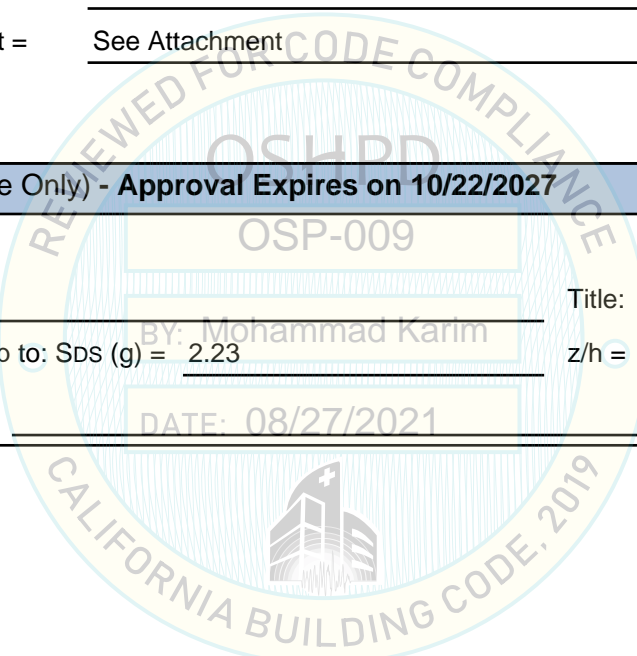 t = See Attachment
REVIEWED FOR CODE COMPLIANCE
OSHPD
e Only) - Approval Expires on 10/22/2027
OSP-009
Title:
BY: Mohammad Karim
o to: SDS (g) = 2.23 z/h =
DATE: 08/27/2021
CALIFORNIA BUILDING CODE, 2019